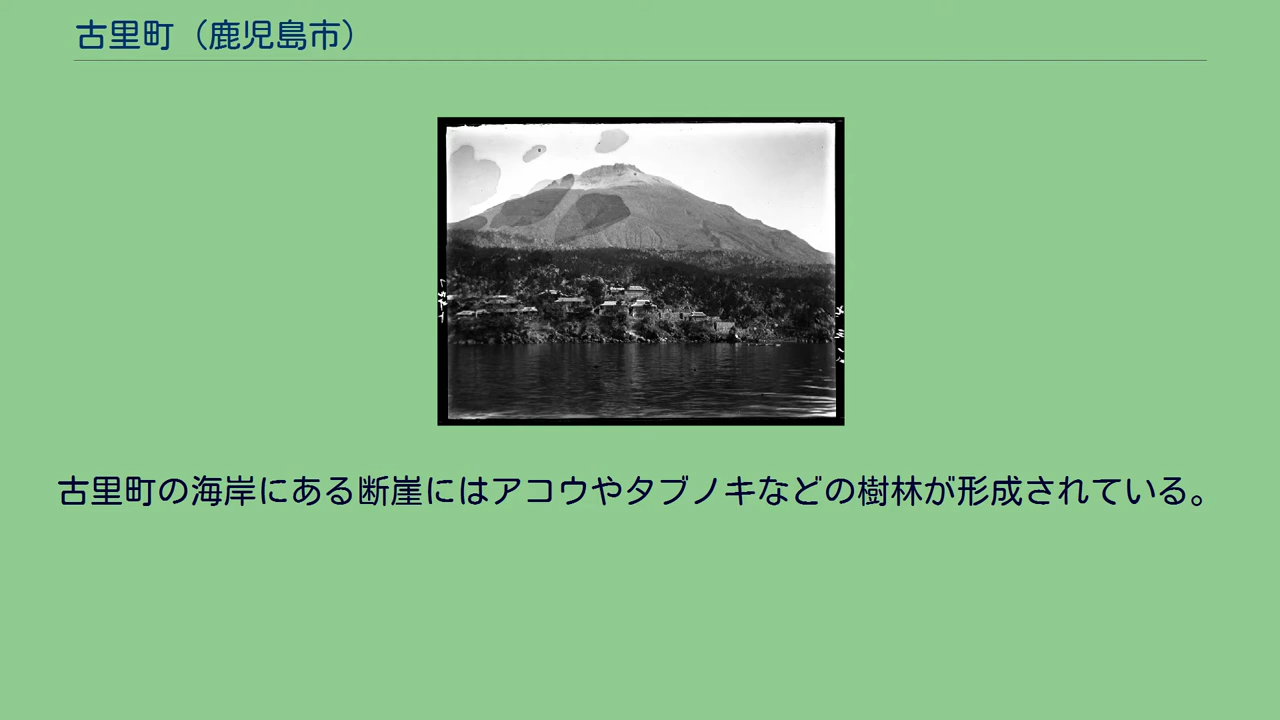 古里町（鹿児島市）
古里町の海岸にある断崖にはアコウやタブノキなどの樹林が形成されている。